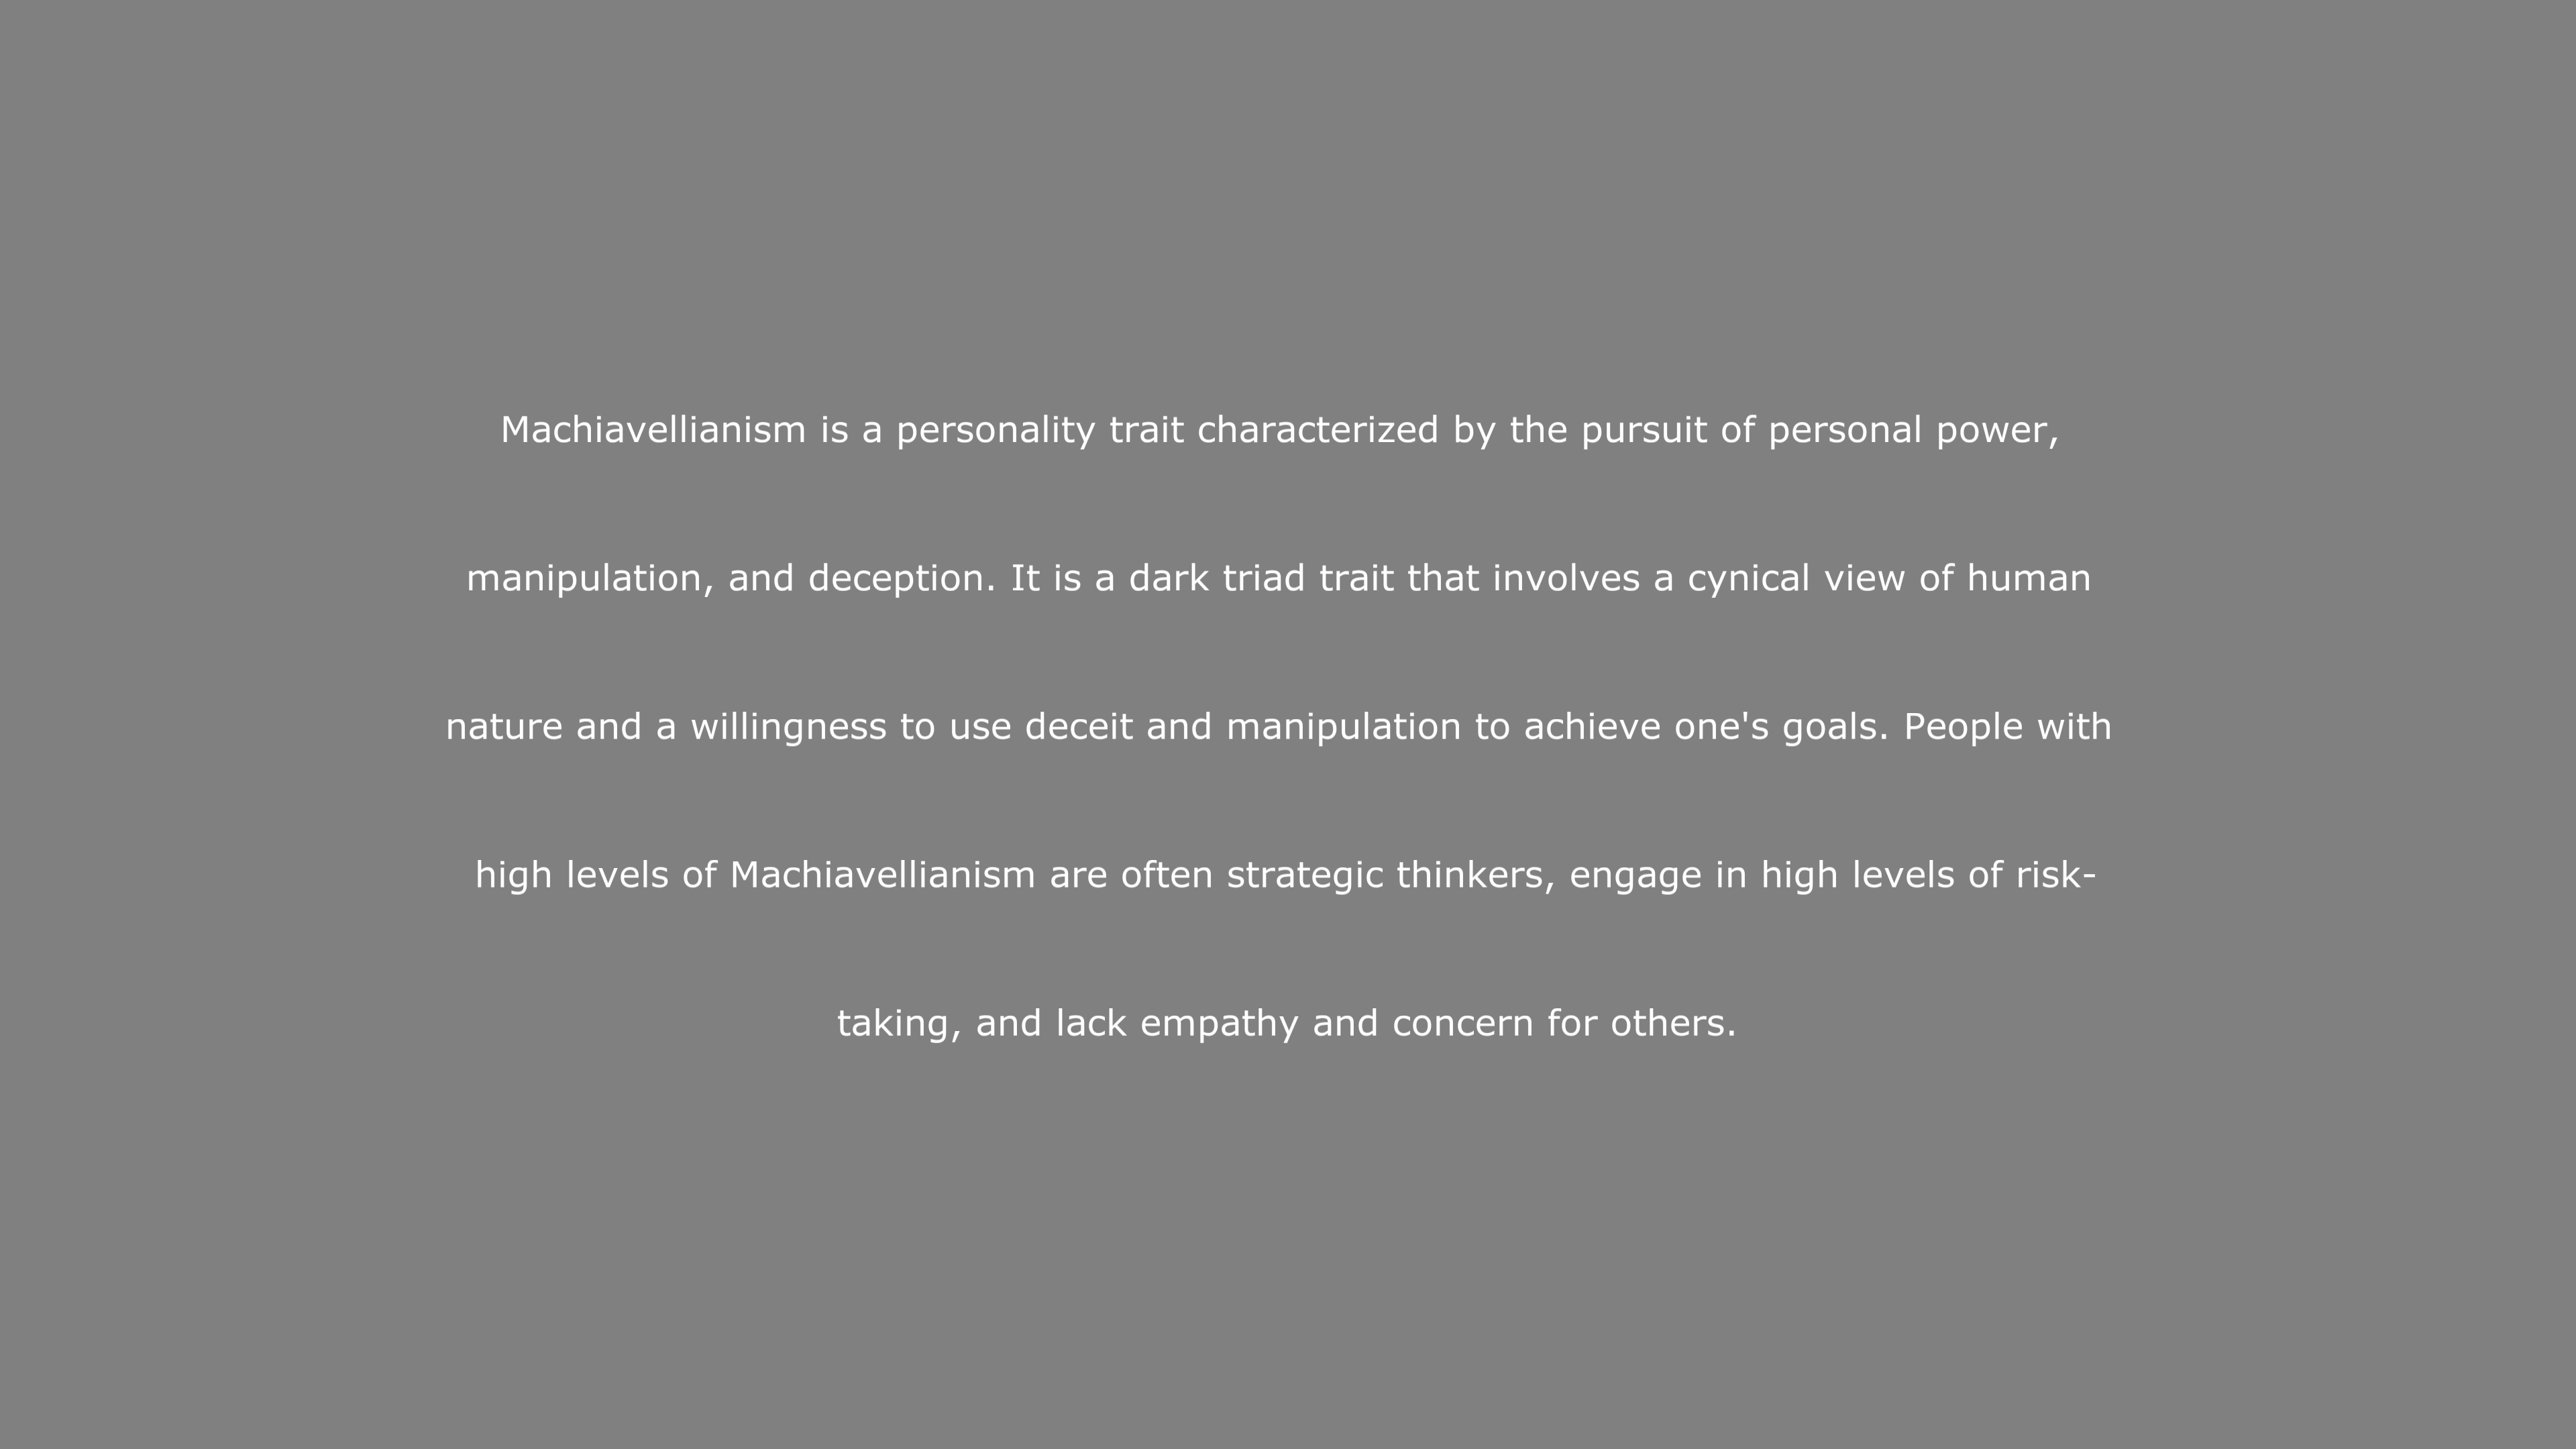 Machiavellianism is a personality trait characterized by the pursuit of personal power,
manipulation, and deception. It is a dark triad trait that involves a cynical view of human
nature and a willingness to use deceit and manipulation to achieve one's goals. People with
high levels of Machiavellianism are often strategic thinkers, engage in high levels of risk-
taking, and lack empathy and concern for others.